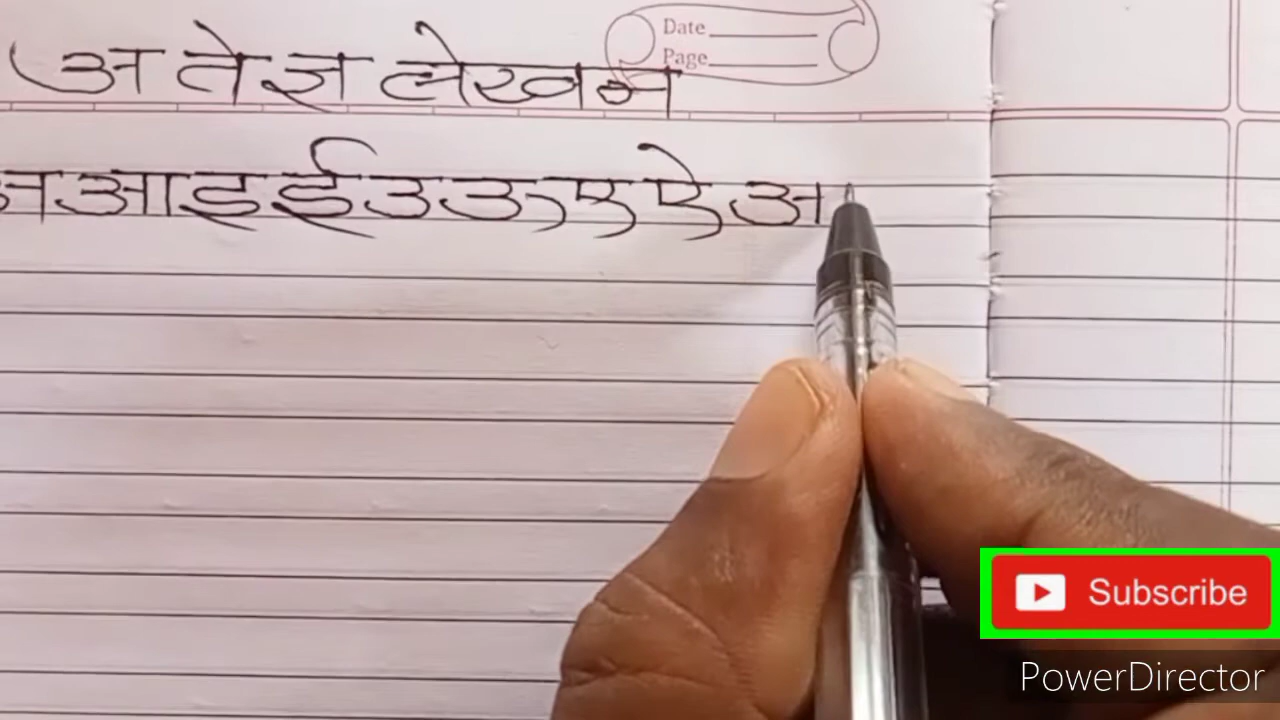 Date
Page
अ ते ज लेखन
अ आ इ ई उ ऊ ए ऐ अ
Subscribe
PowerDirector